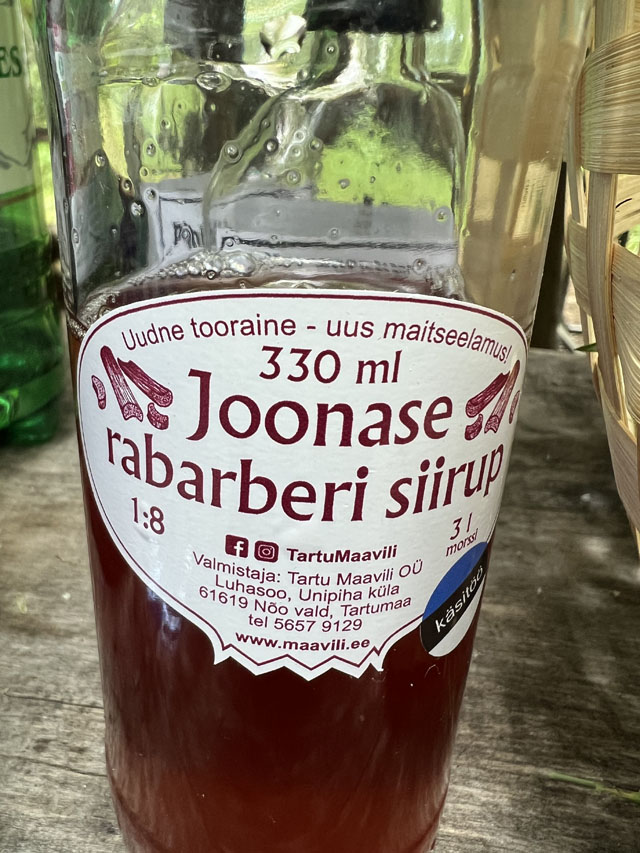 ES
Uudne tooraine - uus maitseelamus!
330 ml
Joonase
rabarberi siirup
1:8
3 l
morssi
TartuMaavili
Valmistaja: Tartu Maavili OÜ
Luhasoo, Unipiha küla
61619 Nõo vald, Tartumaa
tel 5657 9129
www.maavili.ee
käsitöö